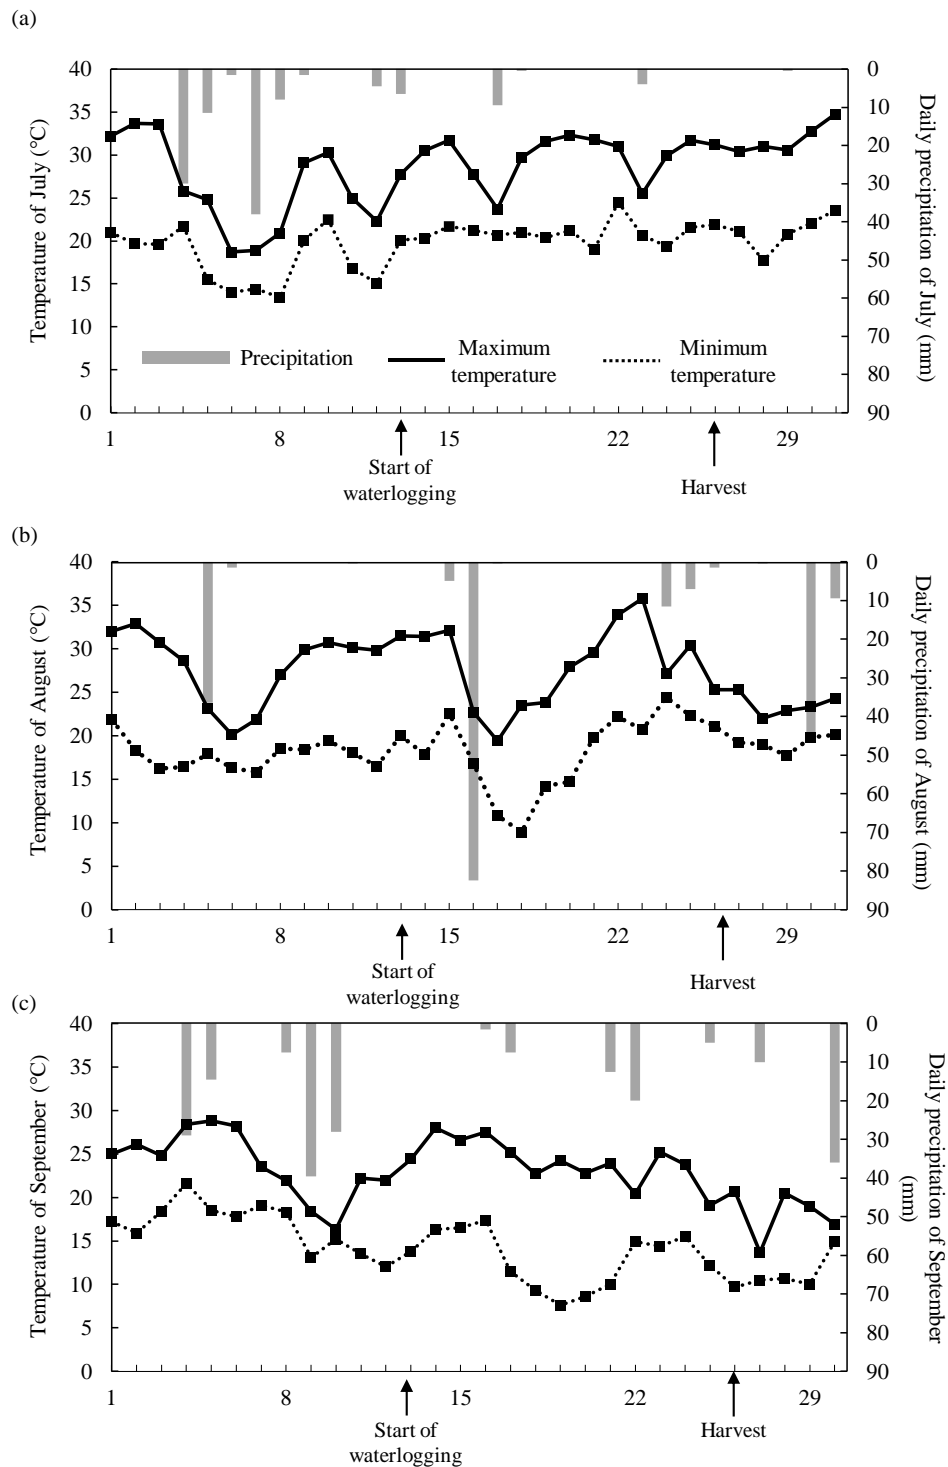 (a)
40
35
30
25
20
15
10
5
0
Temperature of July (°C)
0
10
20
30
40
50
60
70
80
90
Daily precipitation
of July (mm)
Precipitation
Maximum
temperature
Minimum
temperature
1
8
15
22
29
Start of
waterlogging
Harvest
(b)
40
35
30
25
20
15
10
5
0
Temperature of August (°C)
0
10
20
30
40
50
60
70
80
90
Daily precipitation of August (mm)
1
8
15
22
29
Start of
waterlogging
Harvest
(c)
40
35
30
25
20
15
10
5
0
Temperature of September (°C)
0
10
20
30
40
50
60
70
80
90
Daily precipitation of September
(mm)
1
8
15
22
29
Start of
waterlogging
Harvest